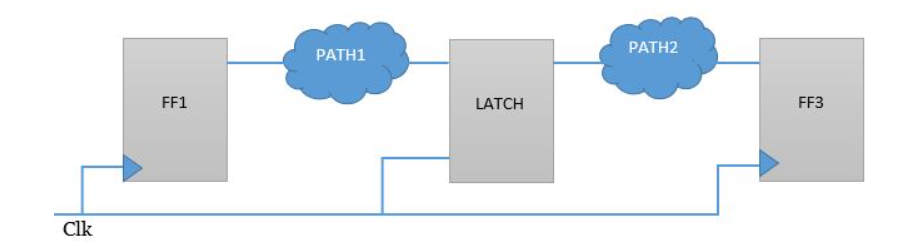 PATH1
PATH2
FF1
LATCH
FF3
Clk